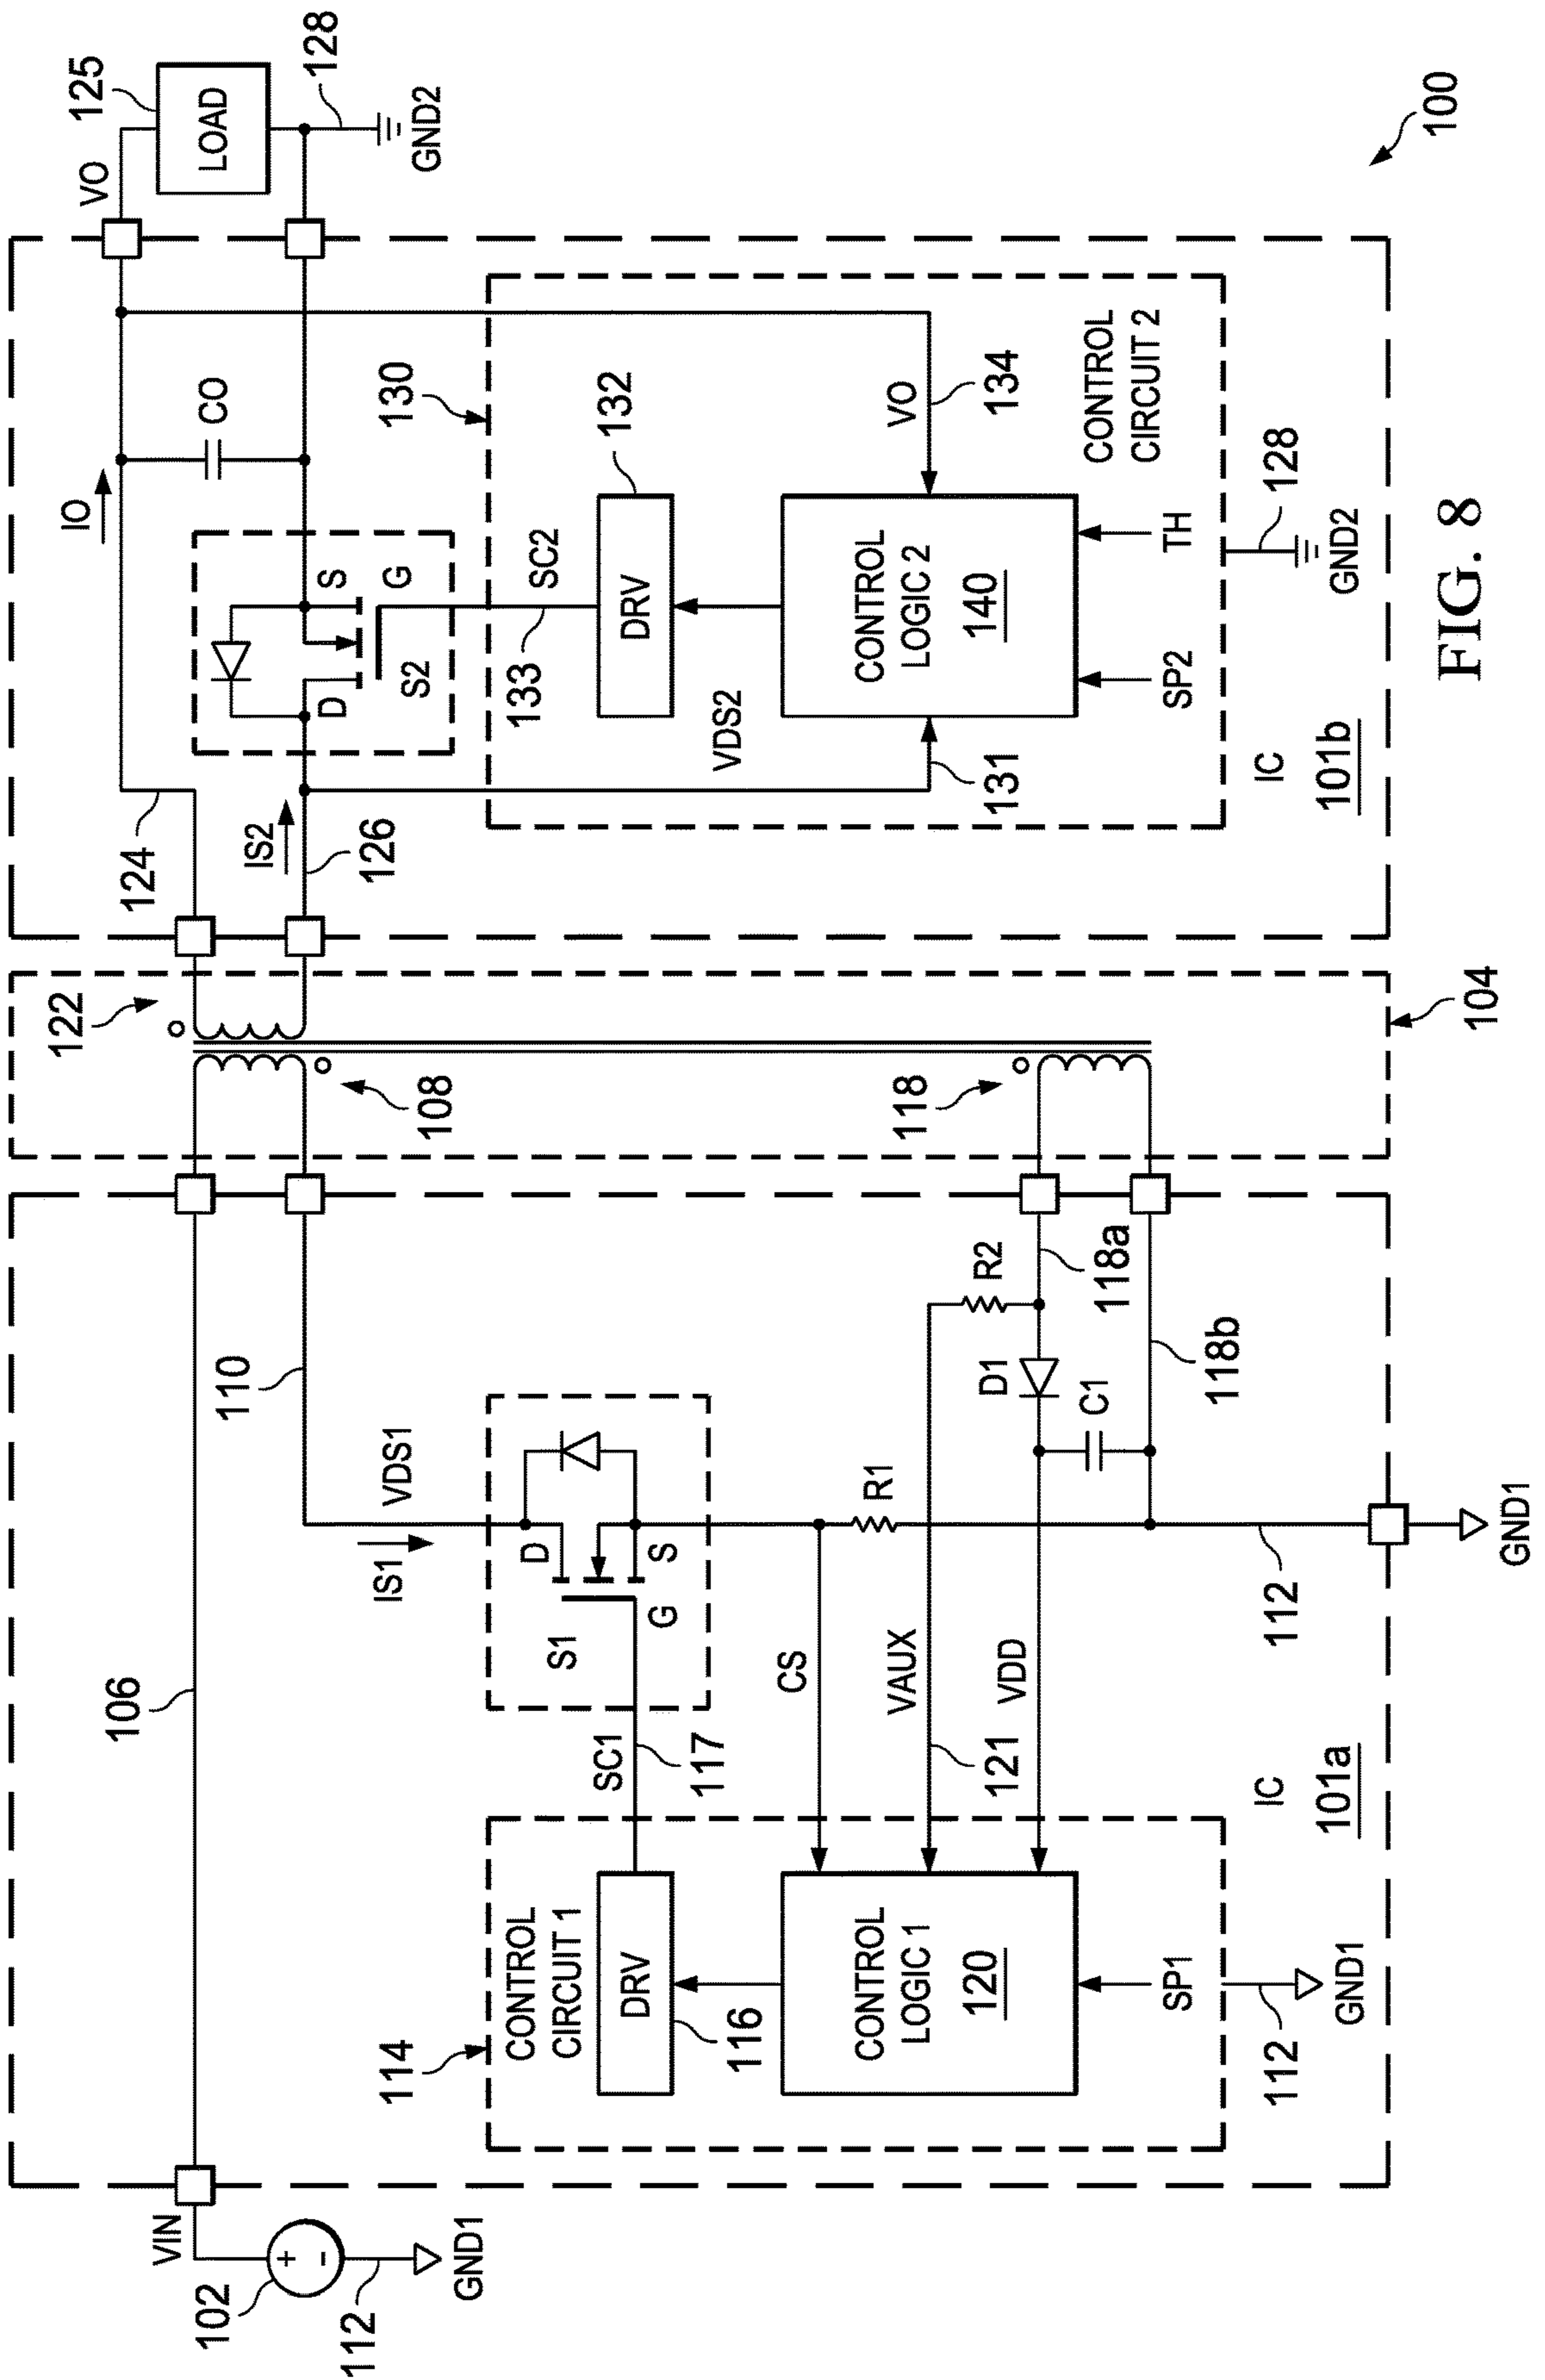 102
VIN
112
GND1
106
110
VDS1
IS1
D
S
G
S1
SC1
117
114
CONTROL
CIRCUIT 1
DRV
116
CONTROL
LOGIC 1
120
SP1
112
GND1
CS
R1
VAUX
121
VDD
R2
D1
C1
118a
118b
112
GND1
IC
101a
108
118
122
104
124
IS2
126
IO
CO
D
S
G
S2
SC2
133
130
DRV
132
VDS2
131
CONTROL
LOGIC 2
140
VO
134
SP2
TH
CONTROL
CIRCUIT 2
128
GND2
IC
101b
VO
125
LOAD
128
GND2
100
FIG. 8